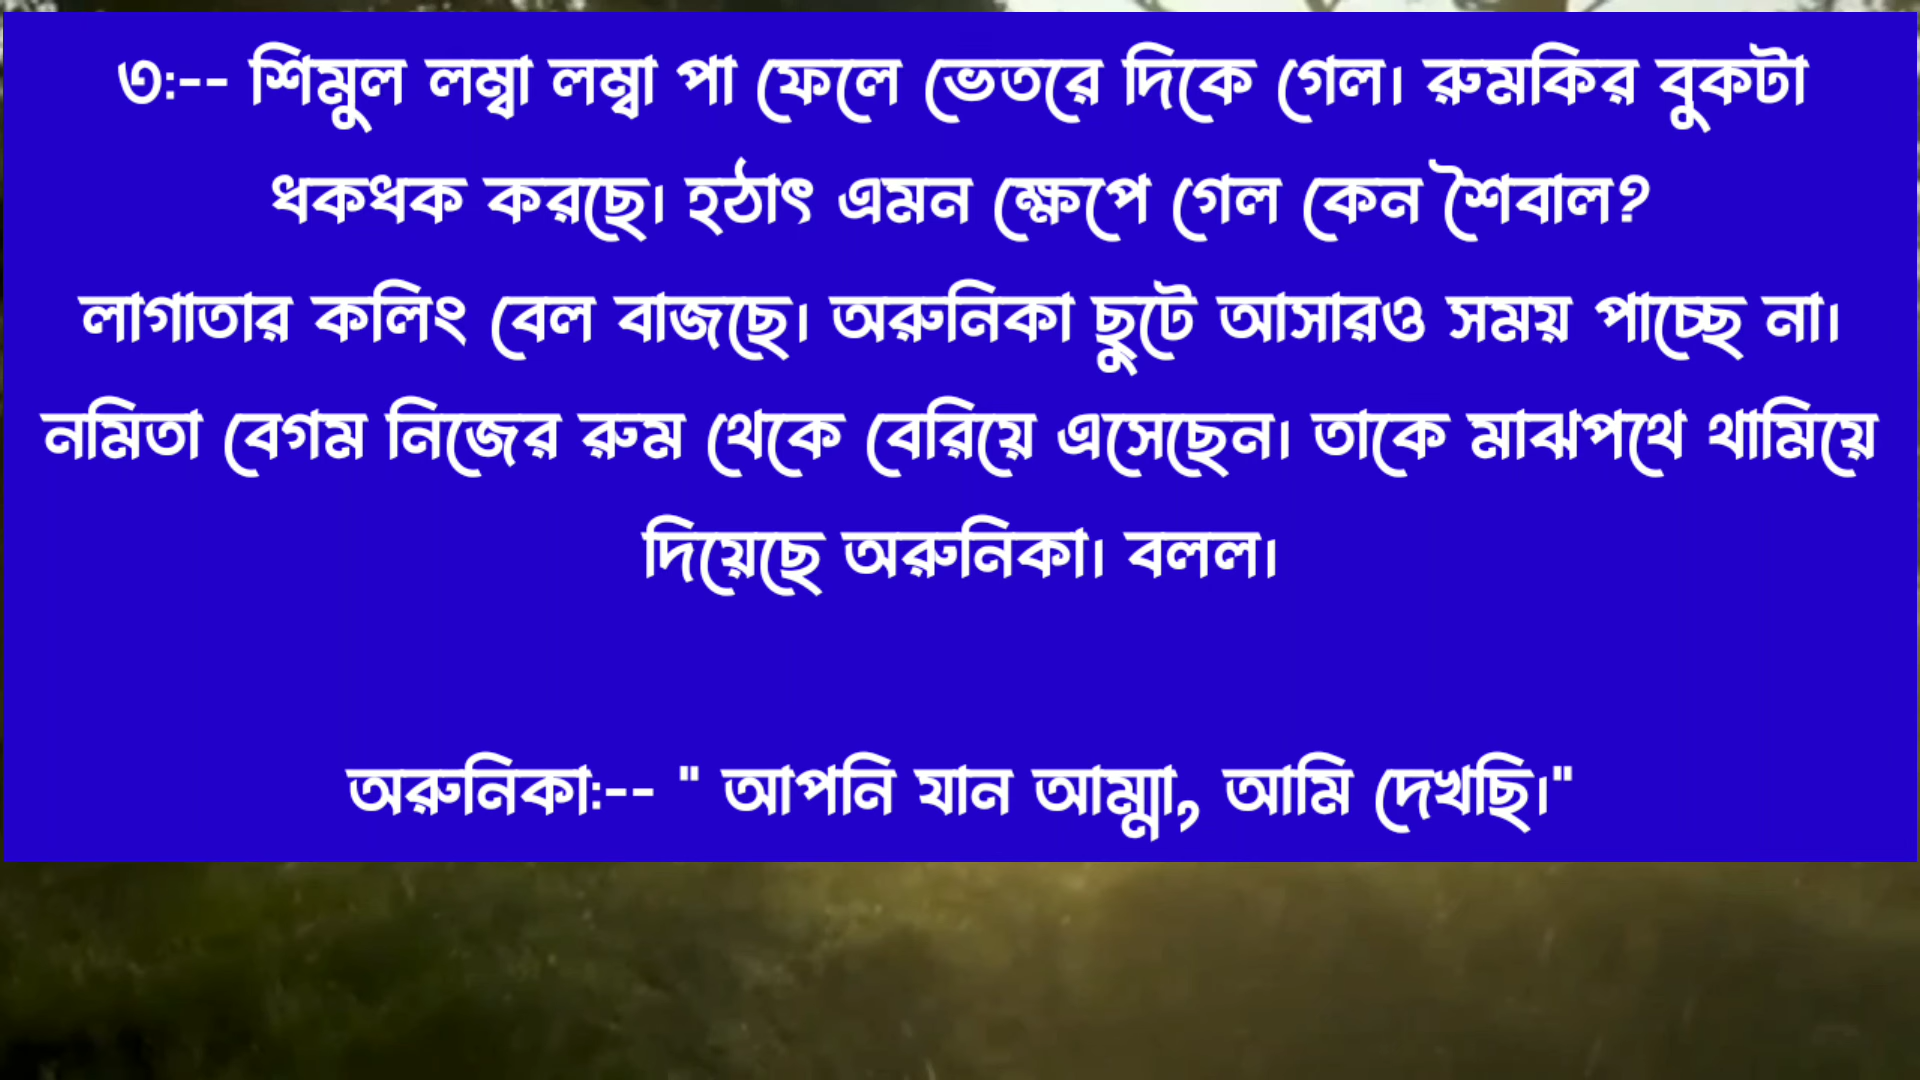 ৩:-- শিমুল লম্বা লম্বা পা ফেলে ভেতরে দিকে গেল। রুমকির বুকটা
ধকধক করছে। হঠাৎ এমন ক্ষেপে গেল কেন শৈবাল?
লাগাতার কলিং বেল বাজছে। অরুনিকা ছুটে আসারও সময় পাচ্ছে না।
নমিতা বেগম নিজের রুম থেকে বেরিয়ে এসেছেন। তাকে মাঝপথে থামিয়ে
দিয়েছে অরুনিকা। বলল।
অরুনিকা:-- " আপনি যান আম্মা, আমি দেখছি।"